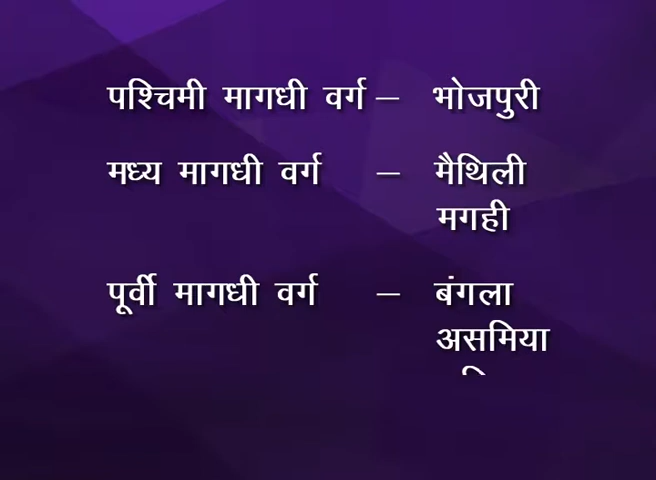 पश्चिमी मागधी वर्ग – भोजपुरी
मध्य मागधी वर्ग – मैथिली
मगही
पूर्वी मागधी वर्ग – बंगला
असमिया